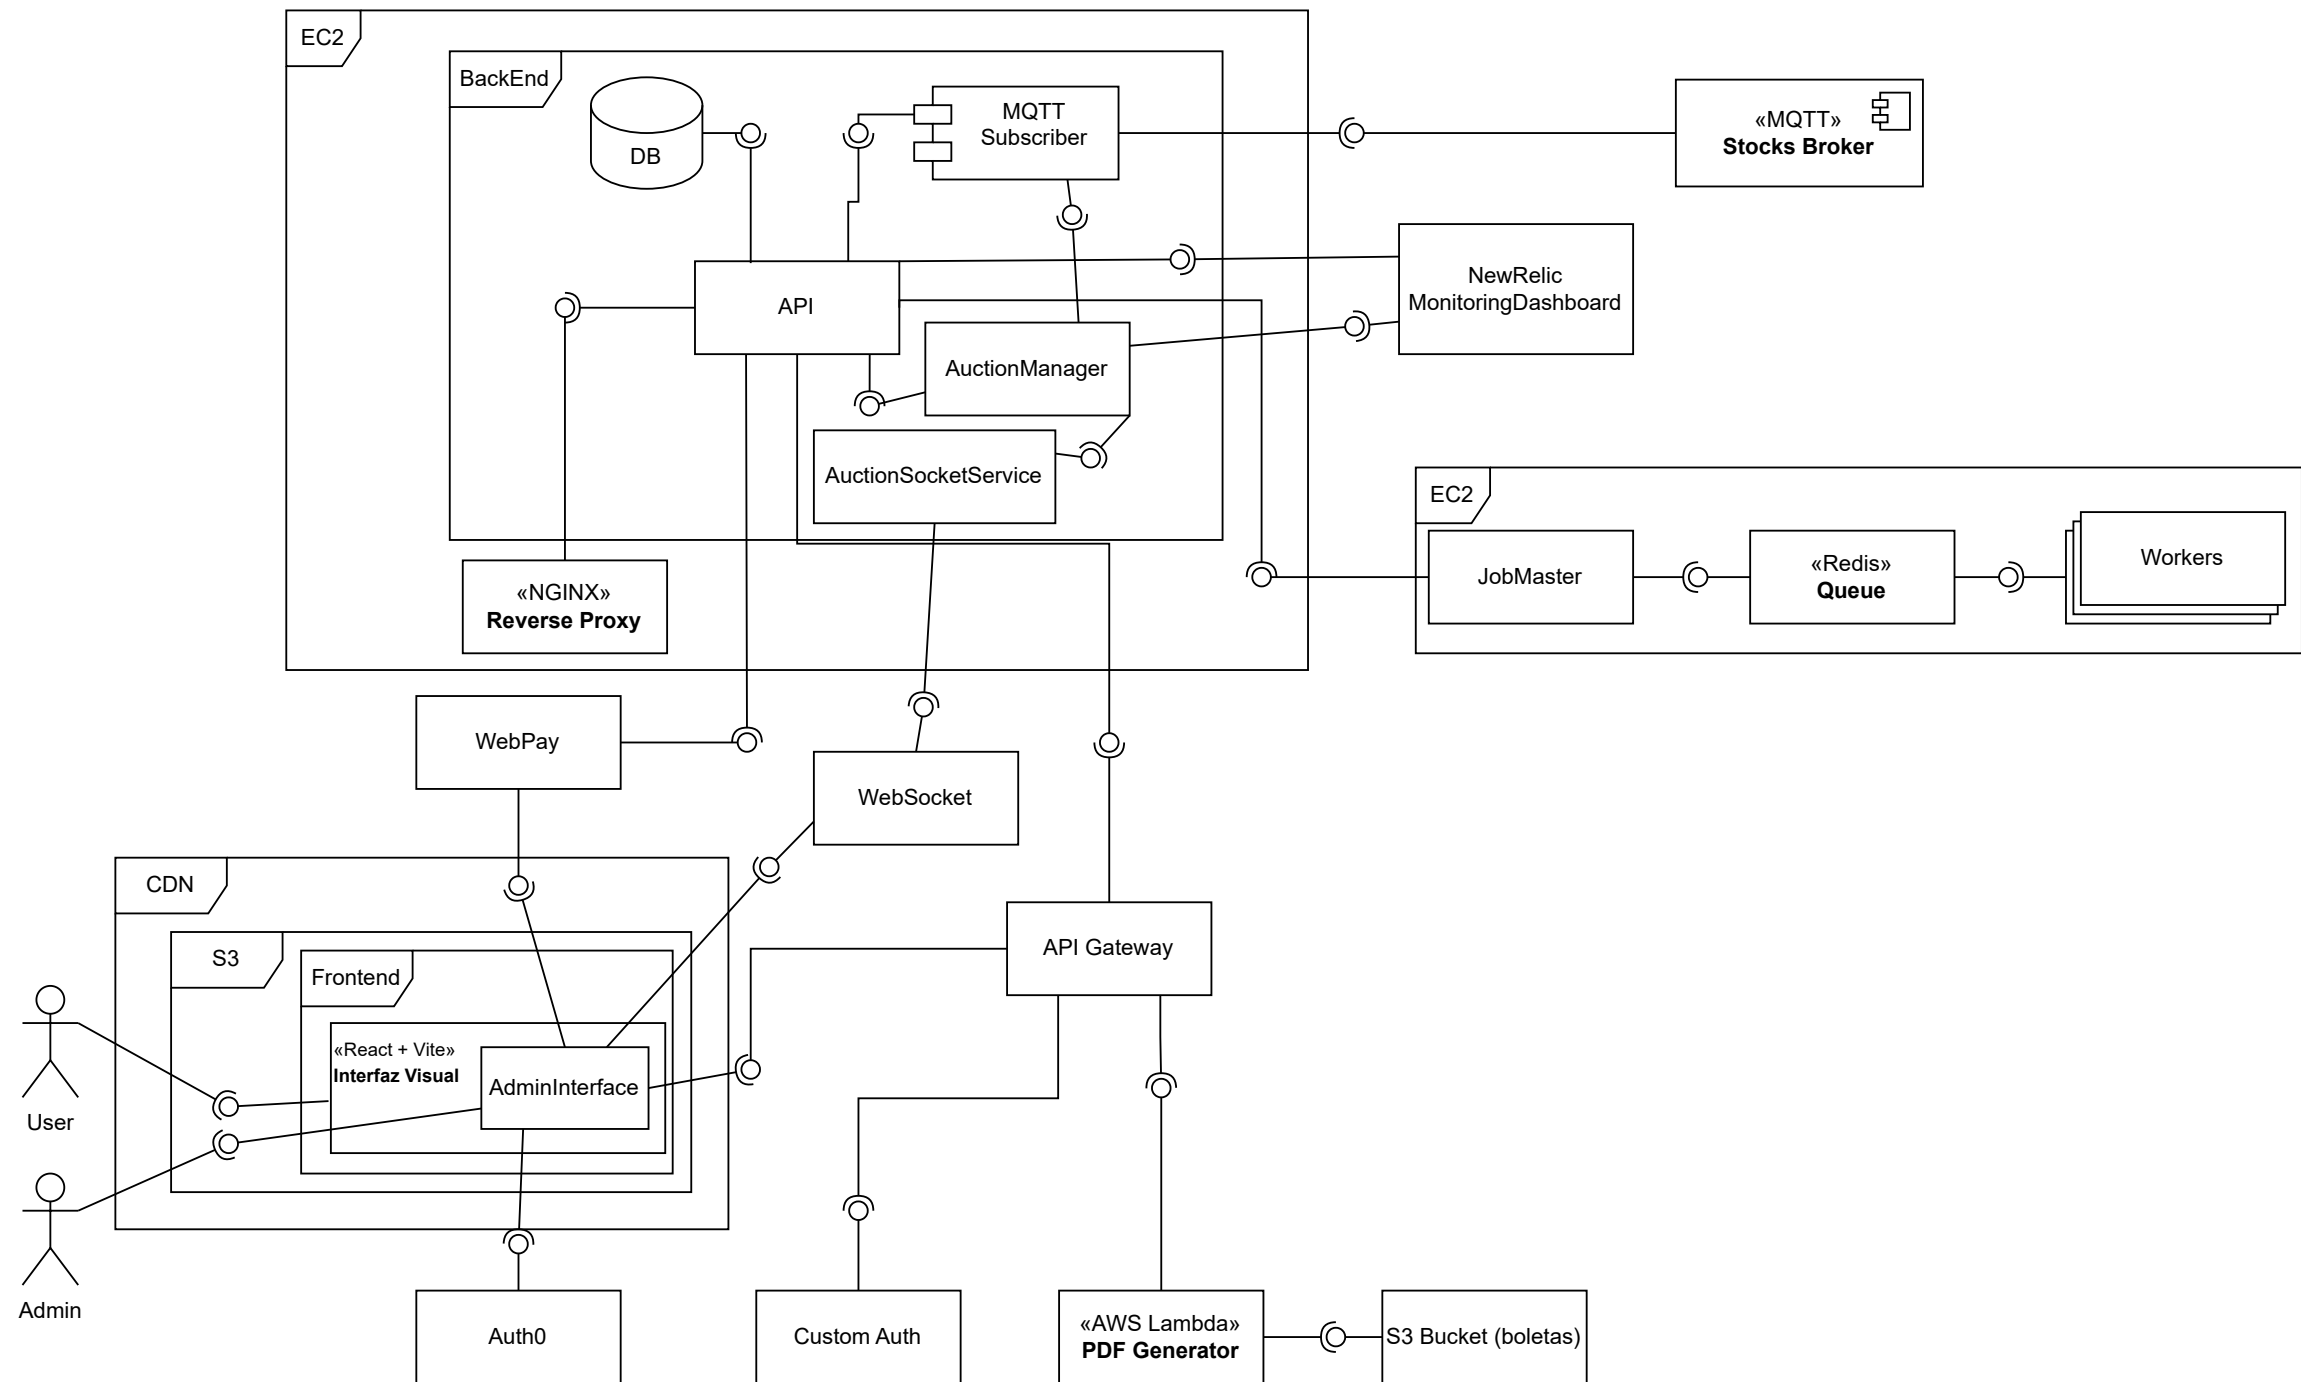 EC2
BackEnd
DB
MQTT
Subscriber
«MQTT»
Stocks Broker
API
NewRelic
MonitoringDashboard
AuctionManager
AuctionSocketService
«NGINX»
Reverse Proxy
EC2
JobMaster
«Redis»
Queue
Workers
WebPay
WebSocket
CDN
S3
Frontend
«React + Vite»
Interfaz Visual
AdminInterface
API Gateway
User
Admin
Auth0
Custom Auth
«AWS Lambda»
PDF Generator
S3 Bucket (boletas)